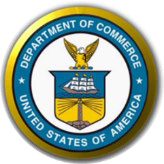 DEPARTMENT OF COMMERCE
UNITED STATES OF AMERICA